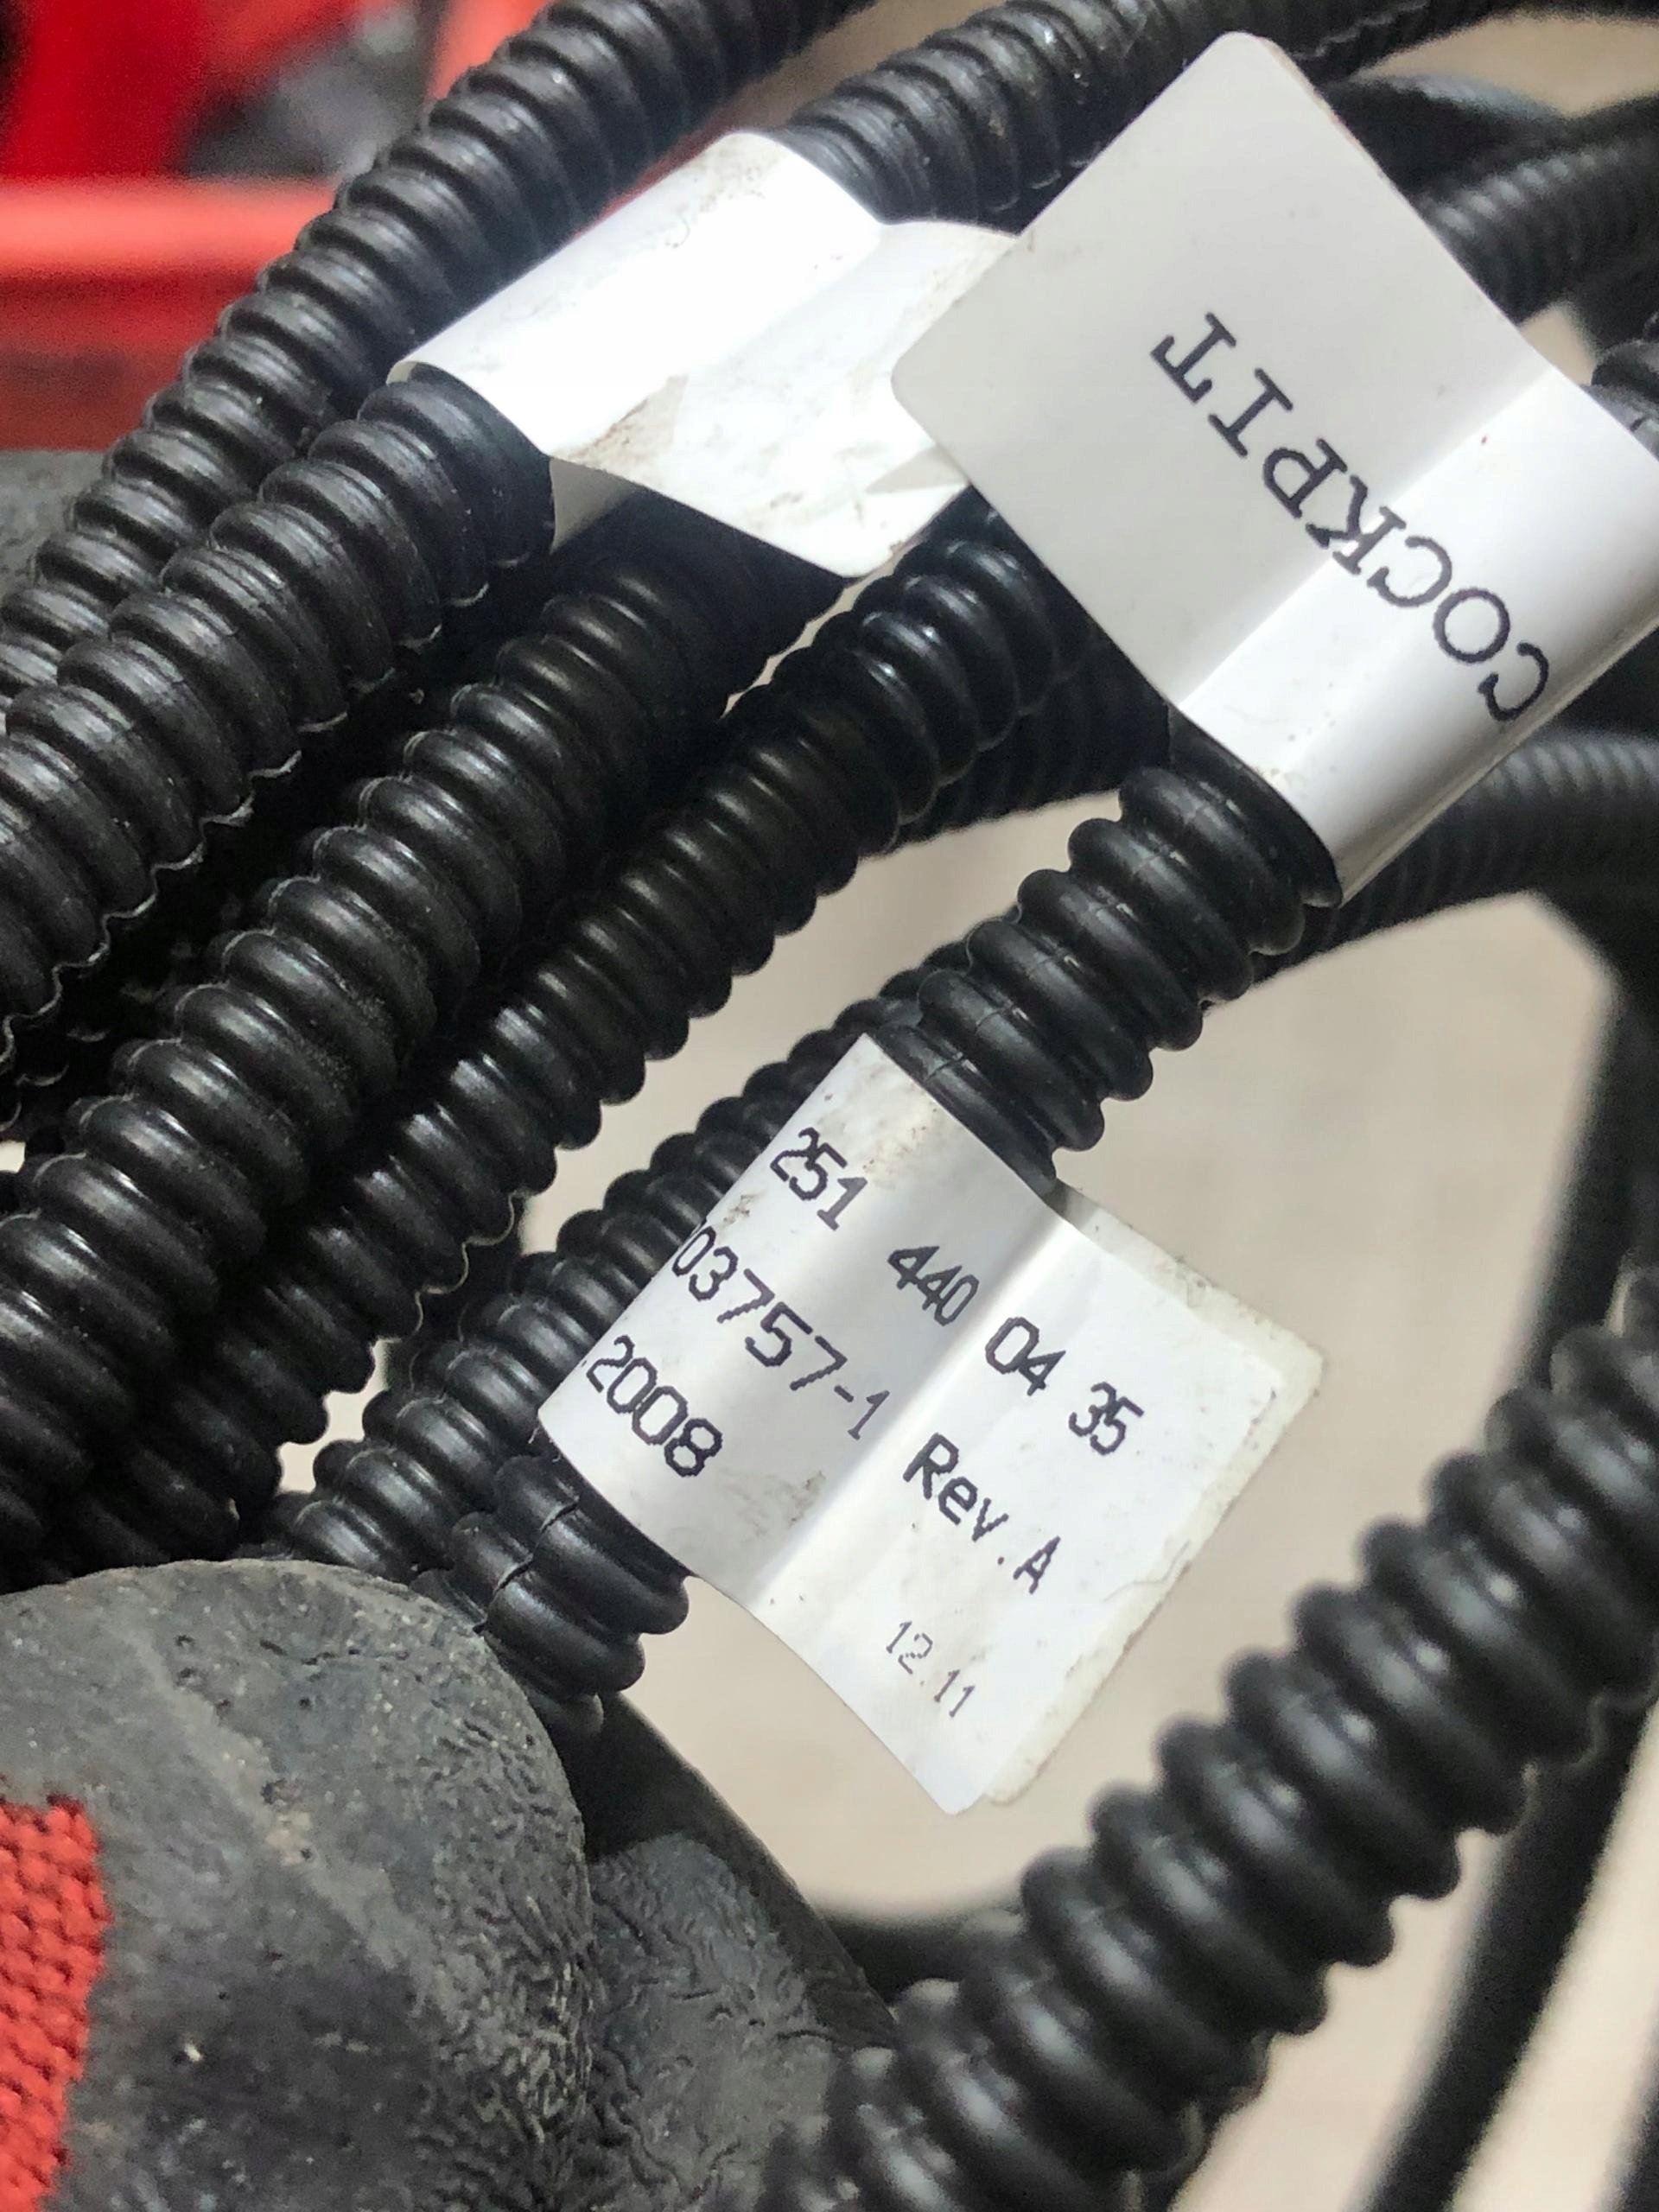 COCKPIT
251 440 04 35
03757-1 Rev.A
.2008 12.11